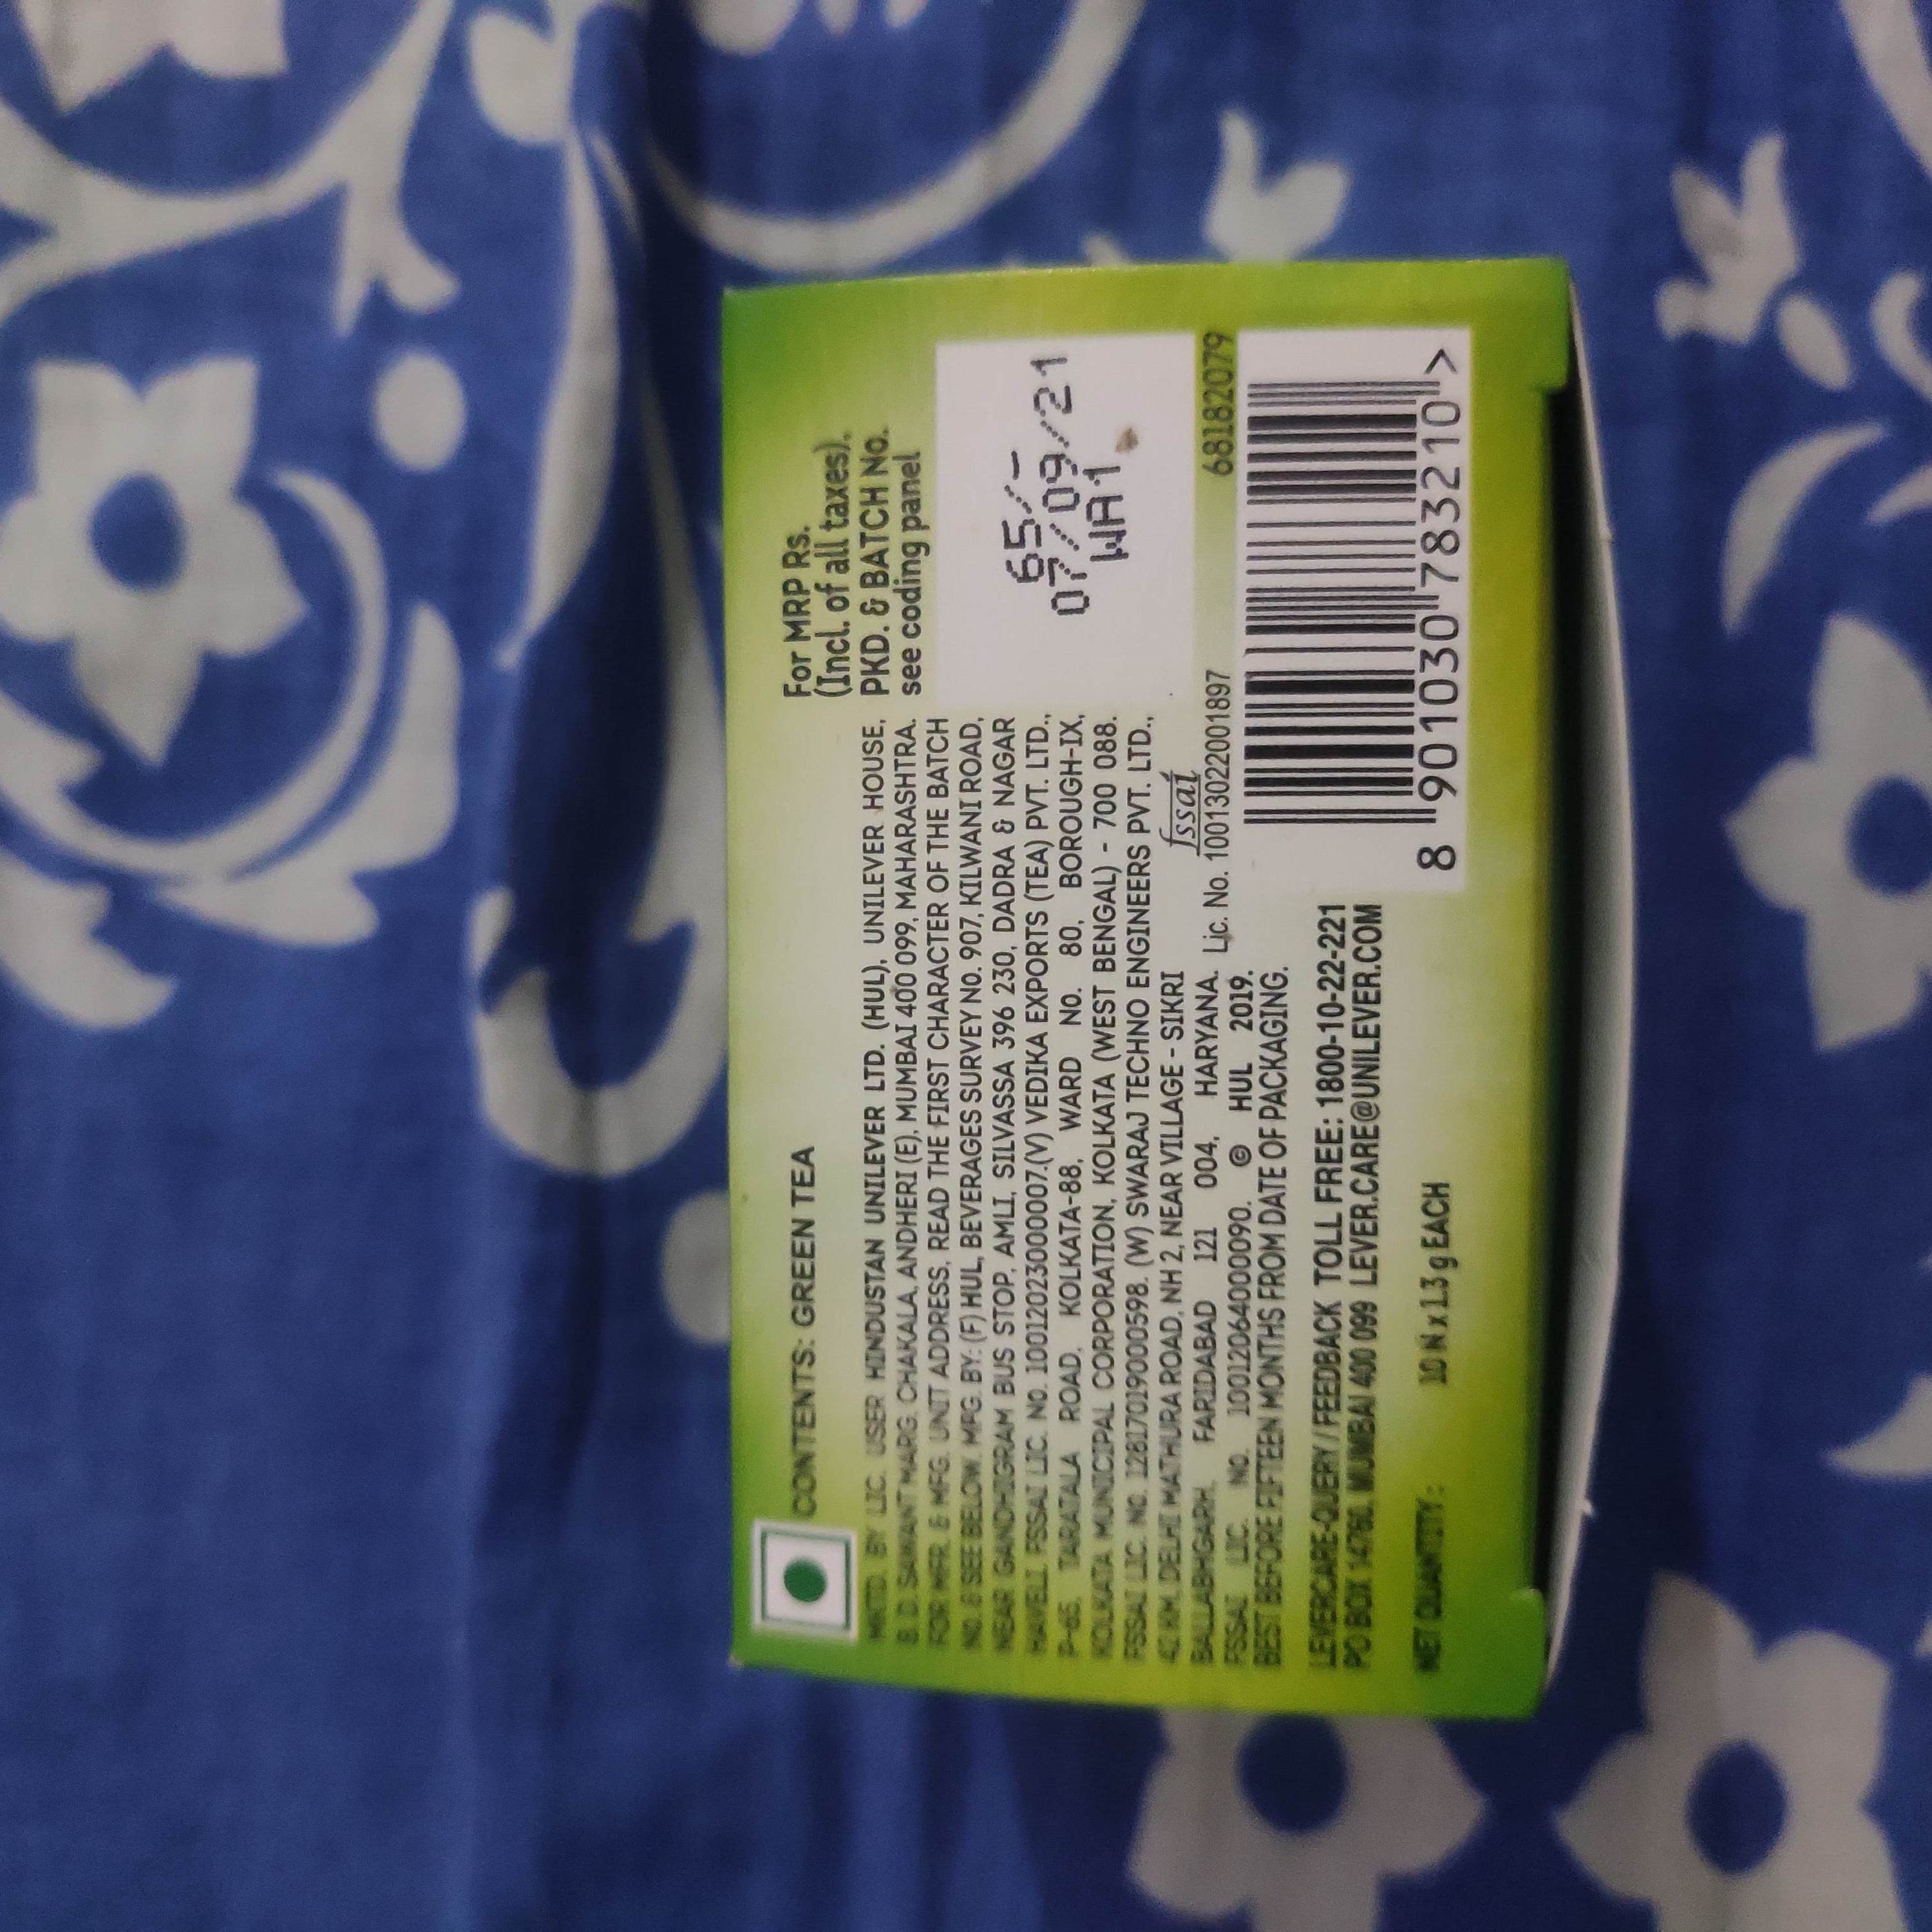 CONTENTS: GREEN TEA
MKTD. BY LIC. USER HINDUSTAN UNILEVER LTD. (HUL), UNILEVER HOUSE,
B. D. SAWANT MARG, CHAKALA, ANDHERI (E), MUMBAI 400 099, MAHARASHTRA.
FOR MFR. & MFG. UNIT ADDRESS, READ THE FIRST CHARACTER OF THE BATCH
NO. & SEE BELOW. MFG. BY: (F) HUL, BEVERAGES SURVEY No. 907, KILWANI ROAD,
NEAR GANDHIGRAM BUS STOP, AMLI, SILVASSA 396 230, DADRA & NAGAR
HAVELI. FSSAI LIC. No. 10012023000007.(V) VEDIKA EXPORTS (TEA) PVT. LTD.,
P-65, TARATALA ROAD, KOLKATA-88, WARD No. 80, BOROUGH-IX,
KOLKATA MUNICIPAL CORPORATION, KOLKATA (WEST BENGAL) - 700 088.
FSSAI LIC. NO. 12817019000598. (W) SWARAJ TECHNO ENGINEERS PVT. LTD.,
42 KM, DELHI MATHURA ROAD, NH 2, NEAR VILLAGE - SIKRI
BALLABHGARH, FARIDABAD 121 004, HARYANA.
FSSAI LIC. NO. 10012064000090. © HUL 2019.
BEST BEFORE FIFTEEN MONTHS FROM DATE OF PACKAGING.
LEVERCARE-QUERY / FEEDBACK TOLL FREE: 1800-10-22-221
PO BOX 14760, MUMBAI 400 099 LEVER.CARE@UNILEVER.COM
NET QUANTITY: 10 N x 1.3 g EACH
For MRP Rs.
(Incl. of all taxes),
PKD. & BATCH No.
see coding panel
65/-
07/09/21
WA1
fssai
Lic. No. 10013022001897
68182079
8 901030 783210 >